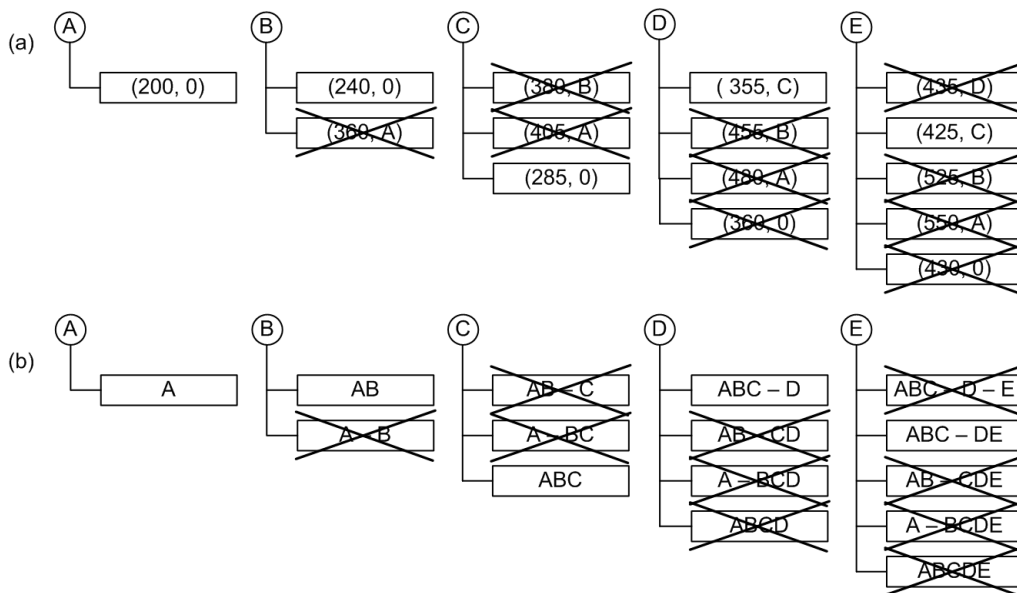 (a)
A
B
C
D
E
(200, 0)
(240, 0)
(380, B)
( 355, C)
(435, D)
(360, A)
(405, A)
(455, B)
(425, C)
(285, 0)
(480, A)
(525, B)
(360, 0)
(550, A)
(430, 0)
(b)
A
B
C
D
E
A
AB
AB – C
ABC – D
ABC – D – E
A – B
A – BC
AB – CD
ABC – DE
ABC
A – BCD
AB – CDE
ABCD
A – BCDE
ABCDE